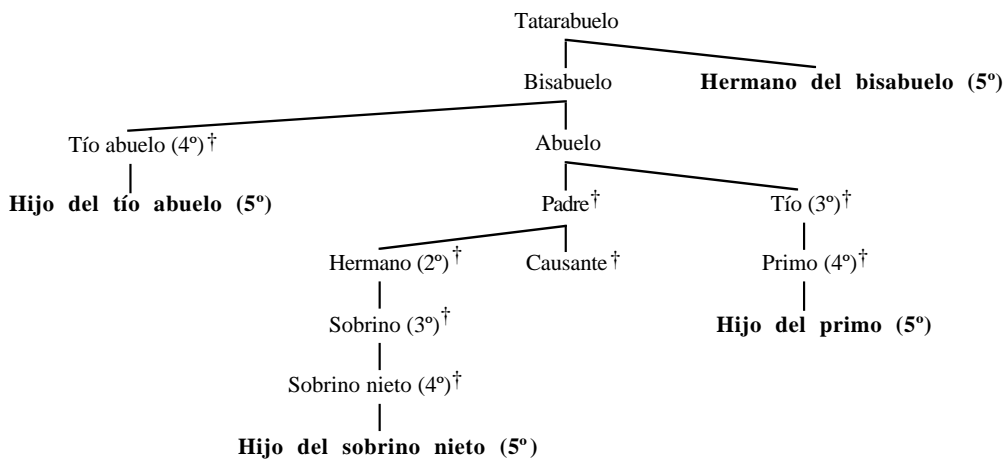 Tatarabuelo
Bisabuelo Hermano del bisabuelo (5º)
Tío abuelo (4º)† Abuelo
Hijo del tío abuelo (5º) Padre† Tío (3º)†
Hermano (2º)† Causante† Primo (4º)†
Sobrino (3º)† Hijo del primo (5º)
Sobrino nieto (4º)†
Hijo del sobrino nieto (5º)